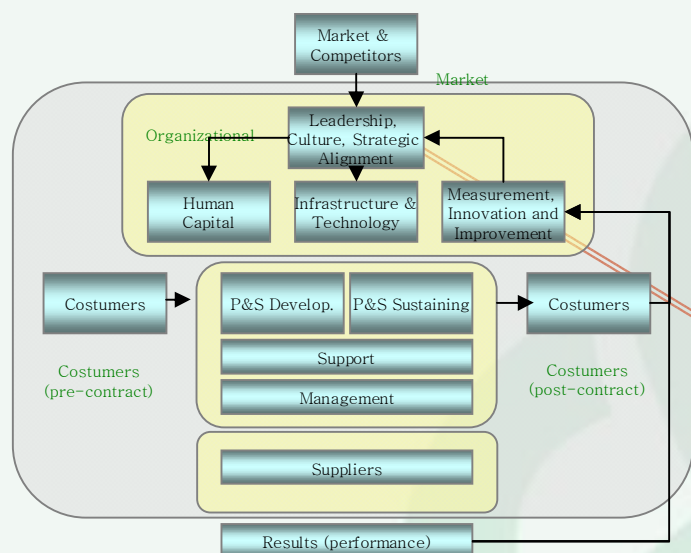 Market &
Competitors
Market
Organizational
Leadership,
Culture, Strategic
Alignment
Human
Capital
Infrastructure &
Technology
Measurement,
Innovation and
Improvement
Costumers
P&S Develop.
P&S Sustaining
Costumers
Support
Costumers
(pre-contract)
Costumers
(post-contract)
Management
Suppliers
Results (performance)